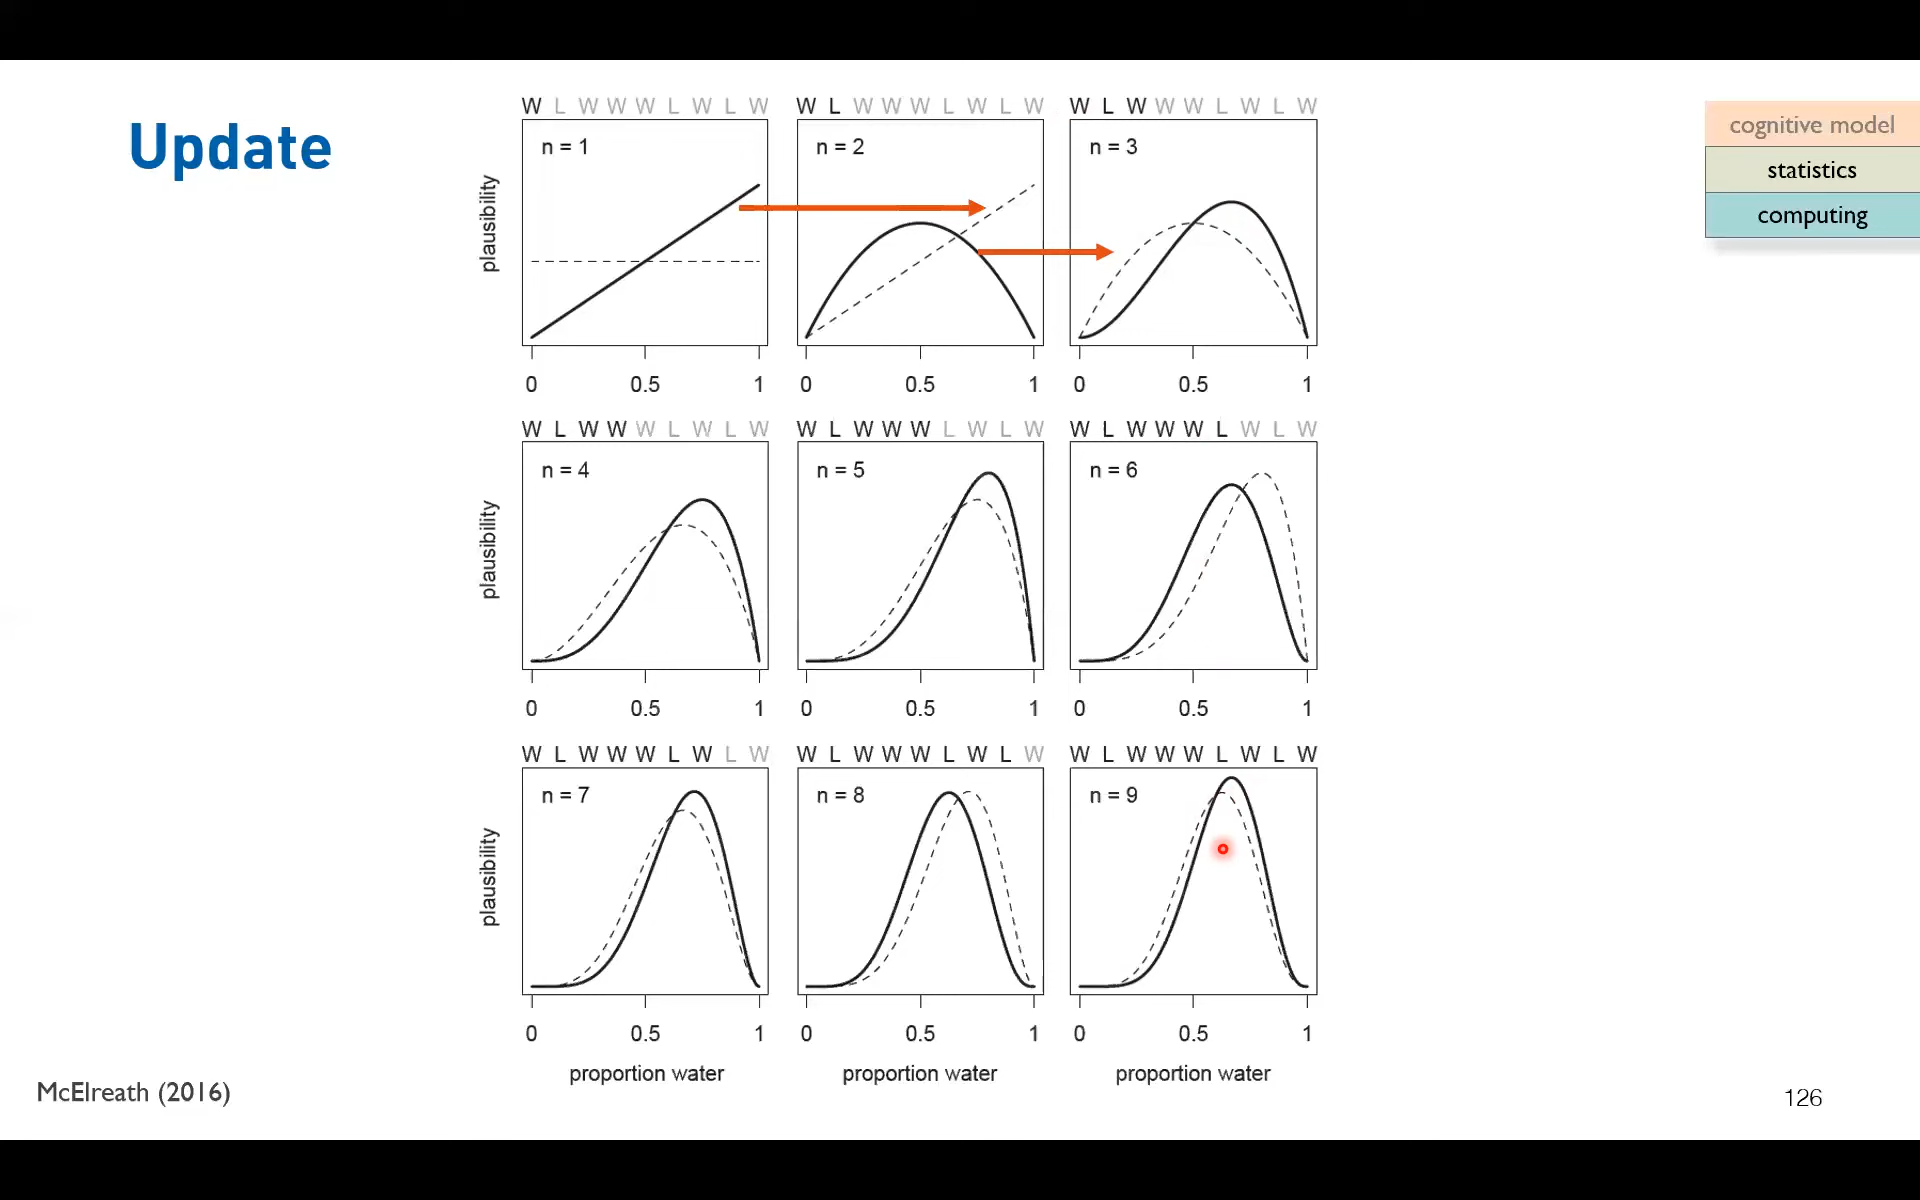 Update
cognitive model
statistics
computing
W L W W W L W L W
n = 1
W L W W W L W L W
n = 2
W L W W W L W L W
n = 3
plausibility
0 0.5 1
0 0.5 1
0 0.5 1
W L W W W L W L W
n = 4
W L W W W L W L W
n = 5
W L W W W L W L W
n = 6
plausibility
0 0.5 1
0 0.5 1
0 0.5 1
W L W W W L W L W
n = 7
W L W W W L W L W
n = 8
W L W W W L W L W
n = 9
plausibility
0 0.5 1
0 0.5 1
0 0.5 1
proportion water
proportion water
proportion water
McElreath (2016)
126